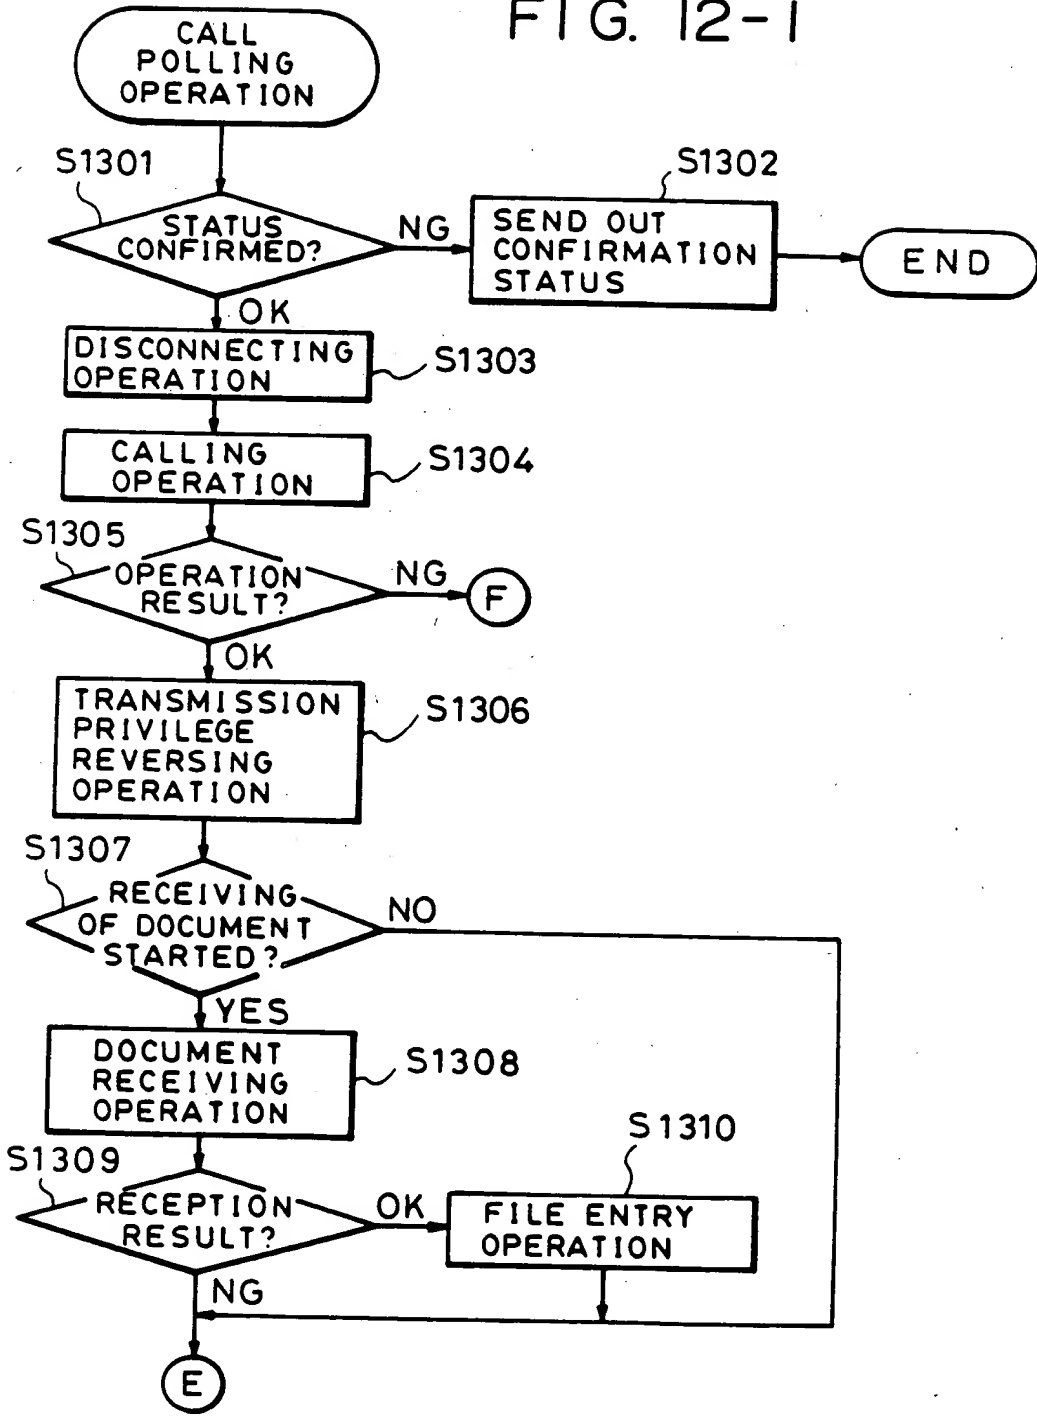 FIG. 12-1
CALL
POLLING
OPERATION
S1301
STATUS
CONFIRMED?
NG
S1302
SEND OUT
CONFIRMATION
STATUS
END
OK
DISCONNECTING
OPERATION
S1303
CALLING
OPERATION
S1304
S1305
OPERATION
RESULT?
NG
F
OK
TRANSMISSION
PRIVILEGE
REVERSING
OPERATION
S1306
S1307
RECEIVING
OF DOCUMENT
STARTED?
NO
YES
DOCUMENT
RECEIVING
OPERATION
S1308
S1309
RECEPTION
RESULT?
OK
S1310
FILE ENTRY
OPERATION
NG
E